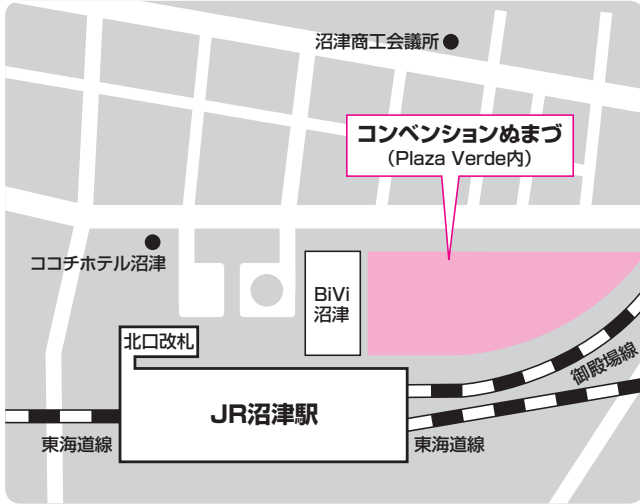 沼津商工会議所
コンベンションぬまづ
（Plaza Verde内）
ココチホテル沼津
BiVi
沼津
北口改札
御殿場線
JR沼津駅
東海道線
東海道線